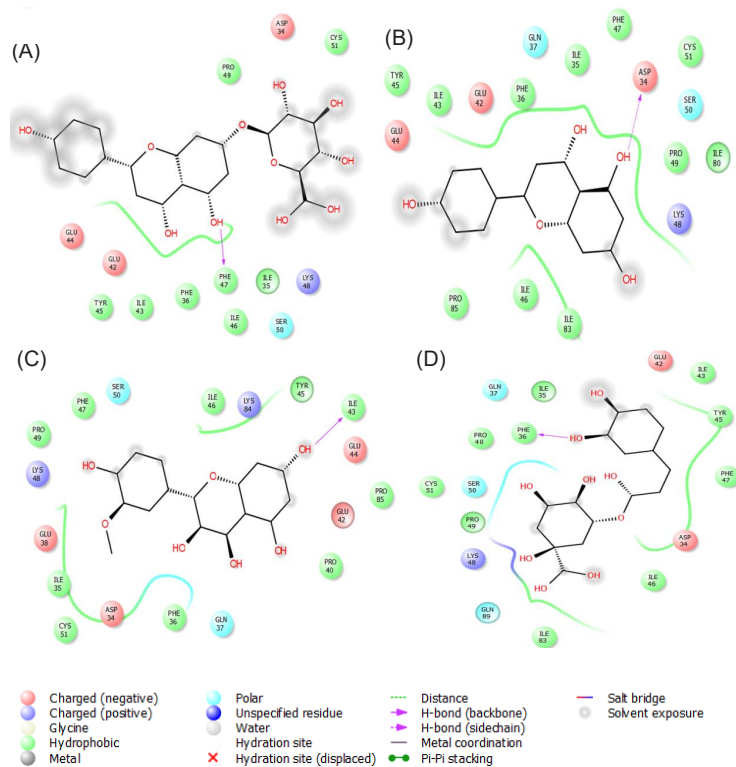 (A)
ASP
34
CYS
51
PRO
49
OH
OH
HO
O
O
O
OH
OH
OH
HO
OH
GLU
44
GLU
42
TYR
45
ILE
43
PHE
36
PHE
47
ILE
35
LYS
48
ILE
46
SER
50
(B)
GLN
37
ILE
35
PHE
47
CYS
51
ASP
34
SER
50
TYR
45
ILE
43
GLU
42
PHE
36
GLU
44
PRO
49
ILE
80
LYS
48
OH
OH
HO
O
OH
PRO
85
ILE
46
ILE
83
(C)
SER
50
PHE
47
PRO
49
LYS
48
ILE
46
LYS
84
TYR
45
ILE
43
GLU
44
PRO
85
GLU
42
PRO
40
OH
HO
O
O
HO
OH
OH
GLU
38
ILE
35
CYS
51
ASP
34
PHE
36
GLN
37
(D)
GLU
42
ILE
43
GLN
37
ILE
35
HO
TYR
45
PRO
40
PHE
36
HO
PHE
47
CYS
51
SER
50
HO
OH
HO
PRO
49
O
ASP
34
LYS
48
HO
HO
OH
ILE
46
GLN
89
ILE
83
Charged (negative)
Charged (positive)
Glycine
Hydrophobic
Metal
Polar
Unspecified residue
Water
Hydration site
Hydration site (displaced)
Distance
H-bond (backbone)
H-bond (sidechain)
Metal coordination
Pi-Pi stacking
Salt bridge
Solvent exposure